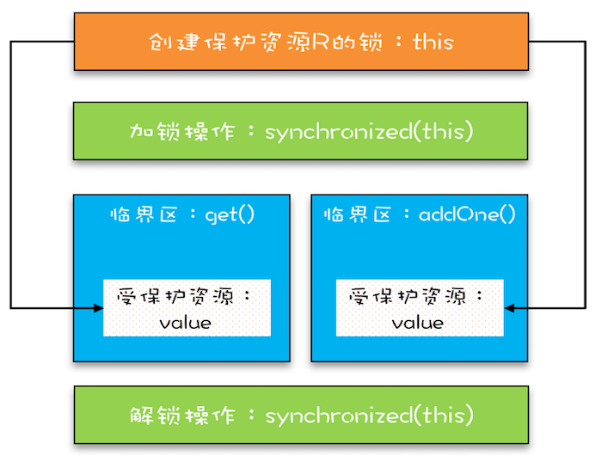 创建保护资源R的锁：this
加锁操作：synchronized(this)
临界区：get()
受保护资源：
value
临界区：addOne()
受保护资源：
value
解锁操作：synchronized(this)